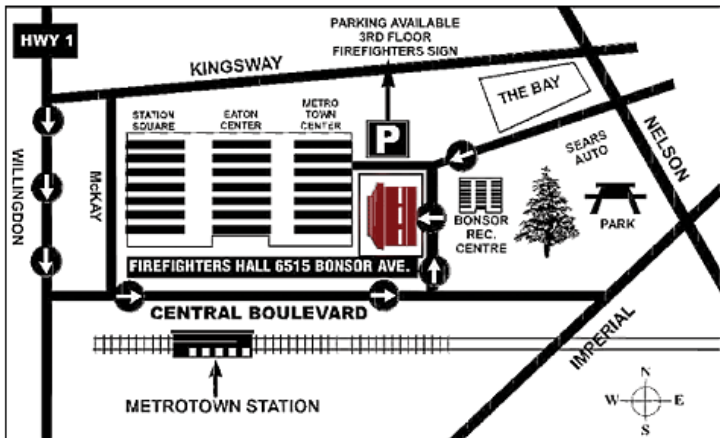 HWY 1
PARKING AVAILABLE
3RD FLOOR
FIREFIGHTERS SIGN
KINGSWAY
STATION
SQUARE
EATON
CENTER
METRO
TOWN
CENTER
P
THE BAY
NELSON
SEARS
AUTO
WILLINGDON
McKAY
BONSOR
REC.
CENTRE
PARK
FIREFIGHTERS HALL 6515 BONSOR AVE.
CENTRAL BOULEVARD
IMPERIAL
METROTOWN STATION
N
W E
S